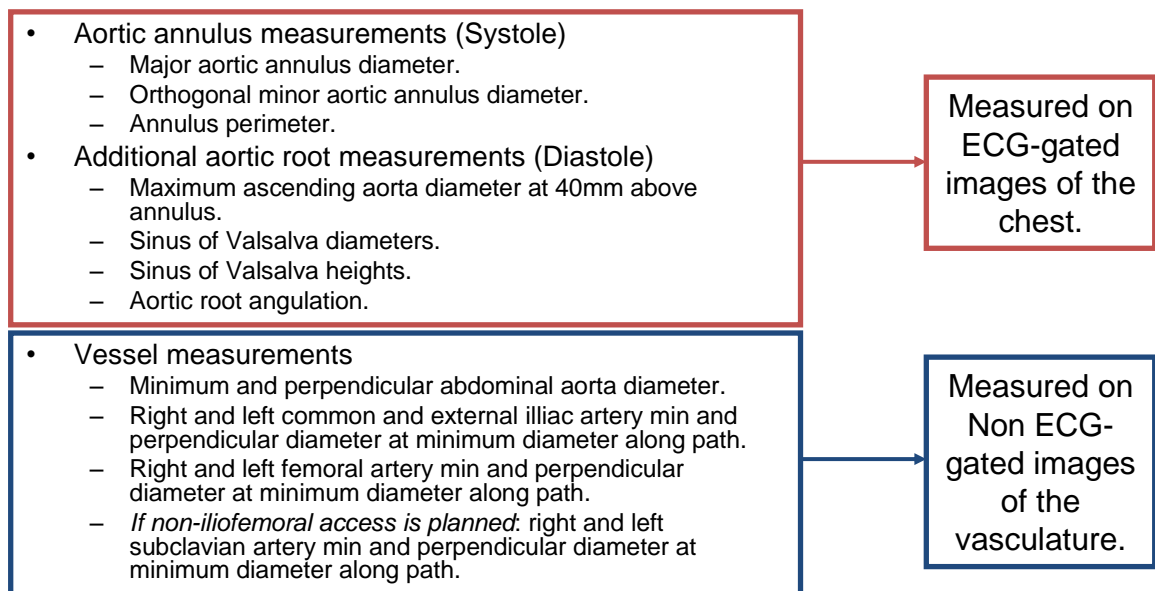 • Aortic annulus measurements (Systole)
– Major aortic annulus diameter.
– Orthogonal minor aortic annulus diameter.
– Annulus perimeter.
• Additional aortic root measurements (Diastole)
– Maximum ascending aorta diameter at 40mm above
annulus.
– Sinus of Valsalva diameters.
– Sinus of Valsalva heights.
– Aortic root angulation.
Measured on
ECG-gated
images of the
chest.
• Vessel measurements
– Minimum and perpendicular abdominal aorta diameter.
– Right and left common and external illiac artery min and
perpendicular diameter at minimum diameter along path.
– Right and left femoral artery min and perpendicular
diameter at minimum diameter along path.
– If non-iliofemoral access is planned: right and left
subclavian artery min and perpendicular diameter at
minimum diameter along path.
Measured on
Non ECG-
gated images
of the
vasculature.